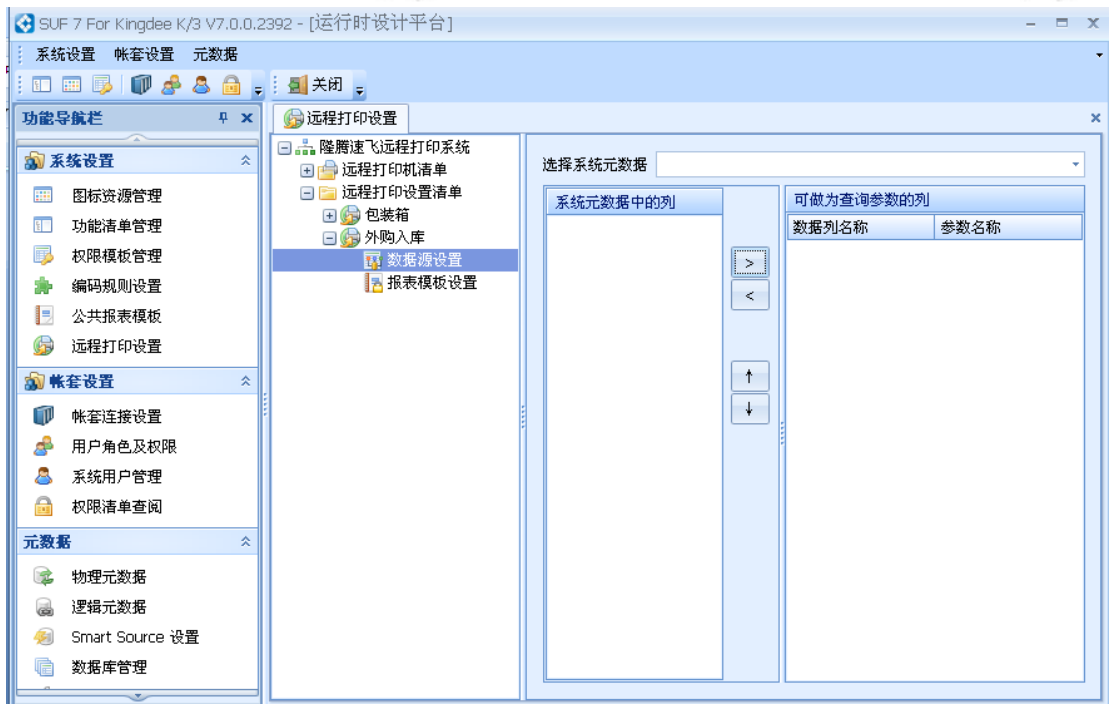 SUF 7 For Kingdee K/3 V7.0.0.2392 - [运行时设计平台]
系统设置 帐套设置 元数据
关闭
功能导航栏
系统设置
图标资源管理
功能清单管理
权限模板管理
编码规则设置
公共报表模板
远程打印设置
帐套设置
帐套连接设置
用户角色及权限
系统用户管理
权限清单查阅
元数据
物理元数据
逻辑元数据
Smart Source 设置
数据库管理
远程打印设置
隆腾速飞远程打印系统
远程打印机清单
远程打印设置清单
包装箱
外购入库
数据源设置
报表模板设置
选择系统元数据
系统元数据中的列
>
<
↑
↓
可做为查询参数的列
数据列名称 参数名称